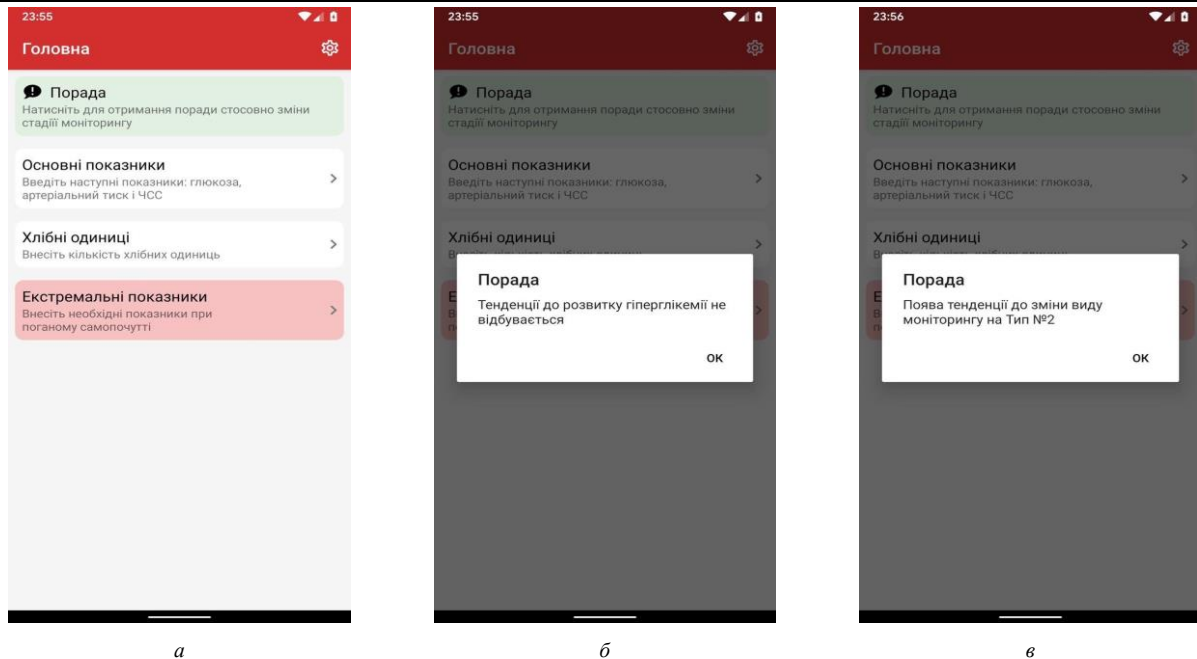 23:55
Головна
Порада
Натисніть для отримання поради стосовно зміни
стадіїї моніторингу
Основні показники
Введіть наступні показники: глюкоза,
артеріальний тиск і ЧСС
Хлібні одиниці
Внесіть кількість хлібних одиниць
Екстремальні показники
Внесіть необхідні показники при
поганому самопочутті
а
23:55
Головна
Порада
Натисніть для отримання поради стосовно зміни
стадіїї моніторингу
Основні показники
Введіть наступні показники: глюкоза,
артеріальний тиск і ЧСС
Хлібні одиниці
Порада
Тенденції до розвитку гіперглікемії не
відбувається
ОК
б
23:56
Головна
Порада
Натисніть для отримання поради стосовно зміни
стадіїї моніторингу
Основні показники
Введіть наступні показники: глюкоза,
артеріальний тиск і ЧСС
Хлібні одиниці
Порада
Поява тенденції до зміни виду
моніторингу на Тип №2
ОК
в